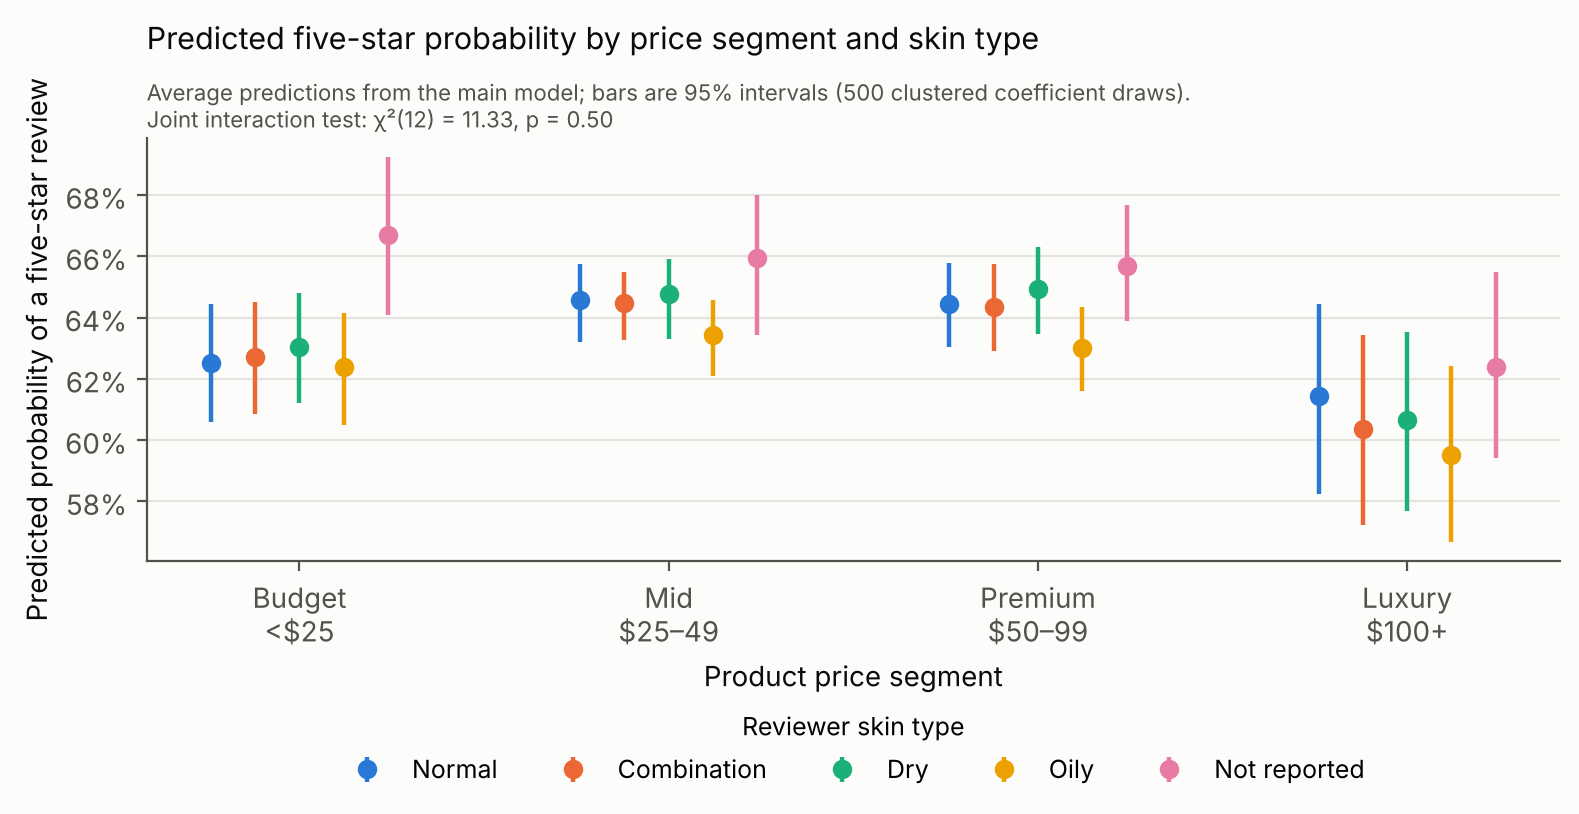 Predicted five-star probability by price segment and skin type
Average predictions from the main model; bars are 95% intervals (500 clustered coefficient draws).
Joint interaction test: χ²(12) = 11.33, p = 0.50
Predicted probability of a five-star review
68%
66%
64%
62%
60%
58%
Budget
<$25
Mid
$25–49
Premium
$50–99
Luxury
$100+
Product price segment
Reviewer skin type
Normal
Combination
Dry
Oily
Not reported